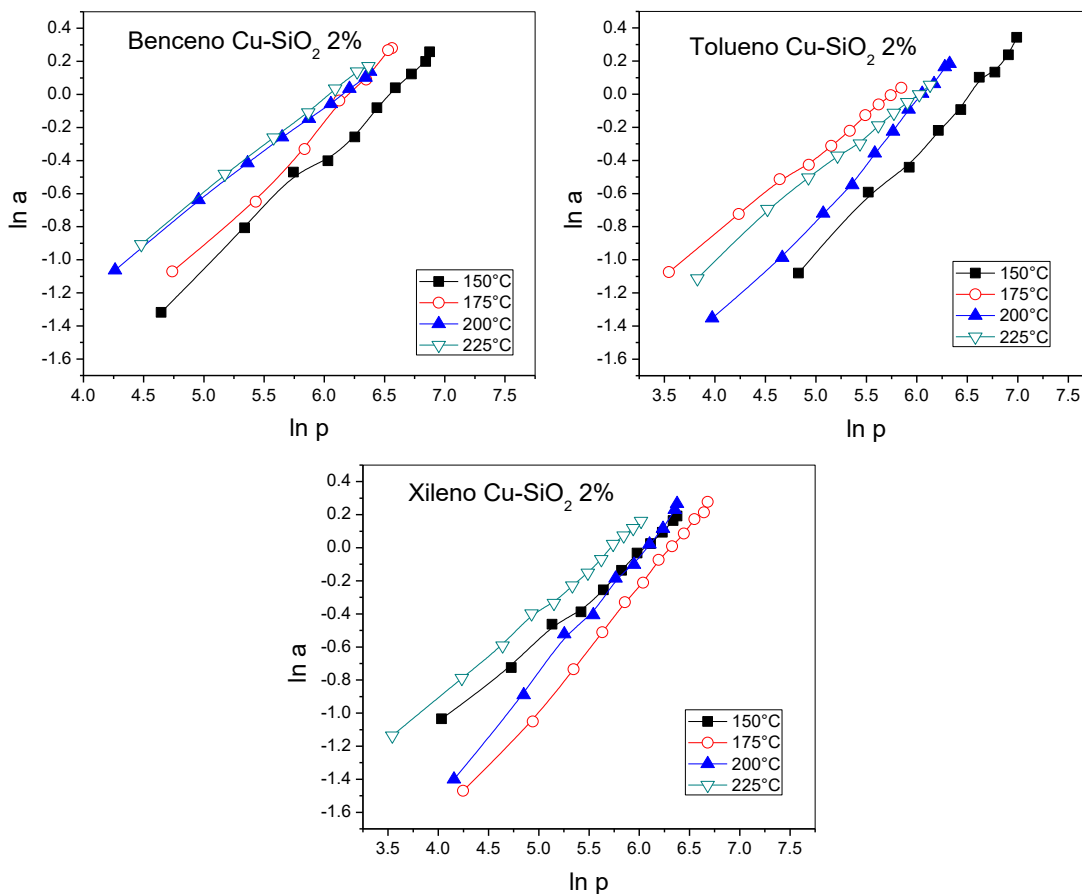 Benceno Cu-SiO₂ 2%
ln a
0.4
0.2
0.0
-0.2
-0.4
-0.6
-0.8
-1.0
-1.2
-1.4
-1.6
150°C
175°C
200°C
225°C
4.0 4.5 5.0 5.5 6.0 6.5 7.0 7.5
ln p
Tolueno Cu-SiO₂ 2%
ln a
0.4
0.2
0.0
-0.2
-0.4
-0.6
-0.8
-1.0
-1.2
-1.4
-1.6
150°C
175°C
200°C
225°C
3.5 4.0 4.5 5.0 5.5 6.0 6.5 7.0 7.5
ln p
Xileno Cu-SiO₂ 2%
ln a
0.4
0.2
0.0
-0.2
-0.4
-0.6
-0.8
-1.0
-1.2
-1.4
-1.6
150°C
175°C
200°C
225°C
3.5 4.0 4.5 5.0 5.5 6.0 6.5 7.0 7.5
ln p